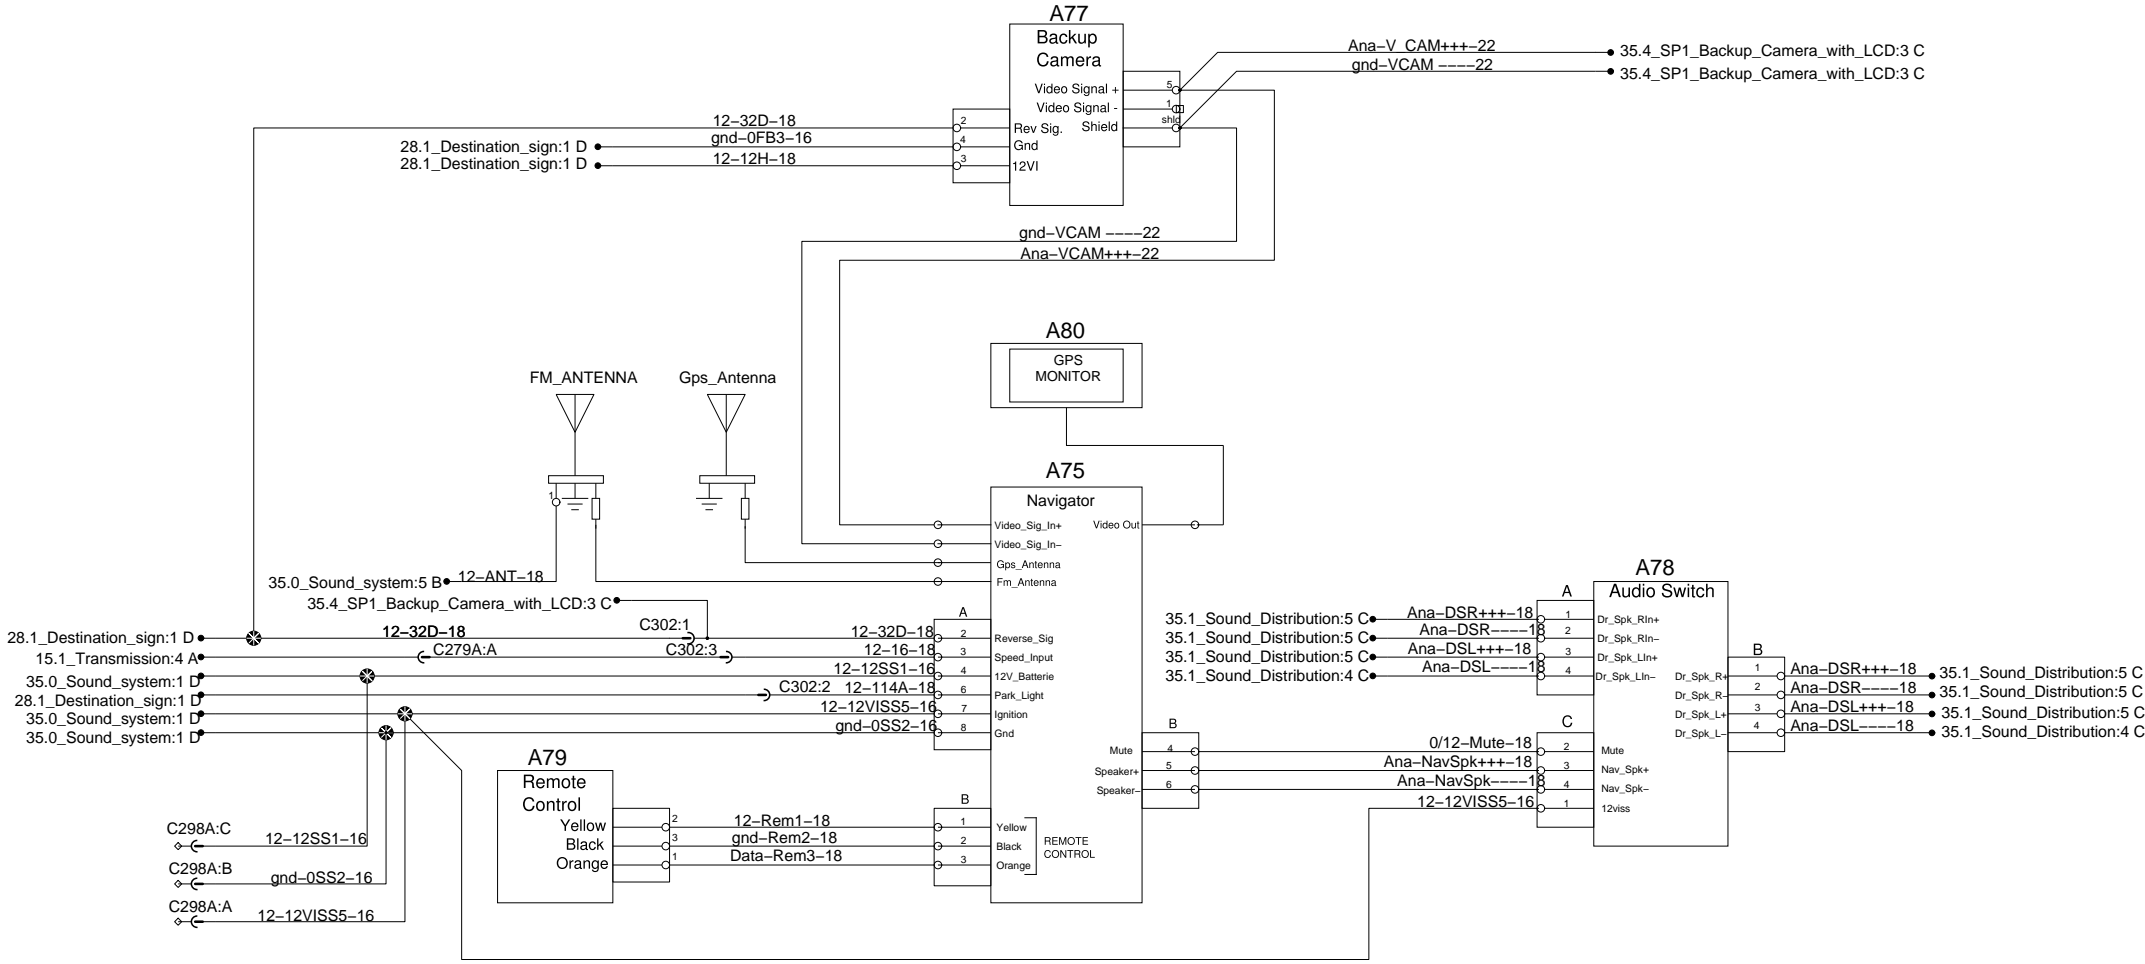 A77
Backup
Camera
Video Signal +
5
Video Signal -
1
Shield
shld
2
Rev Sig.
4
Gnd
3
12VI
Ana–V_CAM+++–22
35.4_SP1_Backup_Camera_with_LCD:3 C
gnd–VCAM ––––22
35.4_SP1_Backup_Camera_with_LCD:3 C
12–32D–18
gnd–0FB3–16
28.1_Destination_sign:1 D
12–12H–18
28.1_Destination_sign:1 D
gnd–VCAM ––––22
Ana–VCAM+++–22
A80
GPS
MONITOR
FM_ANTENNA
Gps_Antenna
1
A75
Navigator
Video_Sig_In+
Video Out
Video_Sig_In–
Gps_Antenna
Fm_Antenna
35.0_Sound_system:5 B
12–ANT–18
35.4_SP1_Backup_Camera_with_LCD:3 C
A
28.1_Destination_sign:1 D
12–32D–18
C302:1
12–32D–18
2
Reverse_Sig
15.1_Transmission:4 A
C279A:A
C302:3
12–16–18
3
Speed_Input
35.0_Sound_system:1 D
12–12SS1–16
4
12V_Batterie
28.1_Destination_sign:1 D
C302:2
12–114A–18
6
Park_Light
35.0_Sound_system:1 D
12–12VISS5–16
7
Ignition
35.0_Sound_system:1 D
gnd–0SS2–16
8
Gnd
B
Mute
4
0/12–Mute–18
Speaker+
5
Ana–NavSpk+++–18
Speaker–
6
Ana–NavSpk––––18
12–12VISS5–16
A79
Remote
Control
Yellow
2
12–Rem1–18
Black
3
gnd–Rem2–18
Orange
1
Data–Rem3–18
B
1
Yellow
2
Black
3
Orange
REMOTE
CONTROL
C298A:C
12–12SS1–16
C298A:B
gnd–0SS2–16
C298A:A
12–12VISS5–16
A78
Audio Switch
A
35.1_Sound_Distribution:5 C
Ana–DSR+++–18
1
Dr_Spk_RIn+
35.1_Sound_Distribution:5 C
Ana–DSR––––18
2
Dr_Spk_RIn–
35.1_Sound_Distribution:5 C
Ana–DSL+++–18
3
Dr_Spk_LIn+
35.1_Sound_Distribution:4 C
Ana–DSL––––18
4
Dr_Spk_LIn–
B
Dr_Spk_R+
1
Ana–DSR+++–18
35.1_Sound_Distribution:5 C
Dr_Spk_R–
2
Ana–DSR––––18
35.1_Sound_Distribution:5 C
Dr_Spk_L+
3
Ana–DSL+++–18
35.1_Sound_Distribution:5 C
Dr_Spk_L–
4
Ana–DSL––––18
35.1_Sound_Distribution:4 C
C
2
Mute
3
Nav_Spk+
4
Nav_Spk–
1
12viss